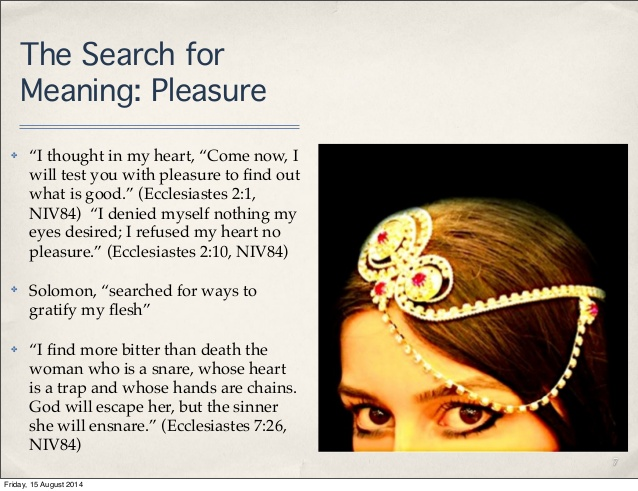 The Search for
Meaning: Pleasure
“I thought in my heart, “Come now, I
will test you with pleasure to find out
what is good.” (Ecclesiastes 2:1,
NIV84)  “I denied myself nothing my
eyes desired; I refused my heart no
pleasure.” (Ecclesiastes 2:10, NIV84)
Solomon, “searched for ways to
gratify my flesh”
“I find more bitter than death the
woman who is a snare, whose heart
is a trap and whose hands are chains.
God will escape her, but the sinner
she will ensnare.” (Ecclesiastes 7:26,
NIV84)
7
Friday, 15 August 2014